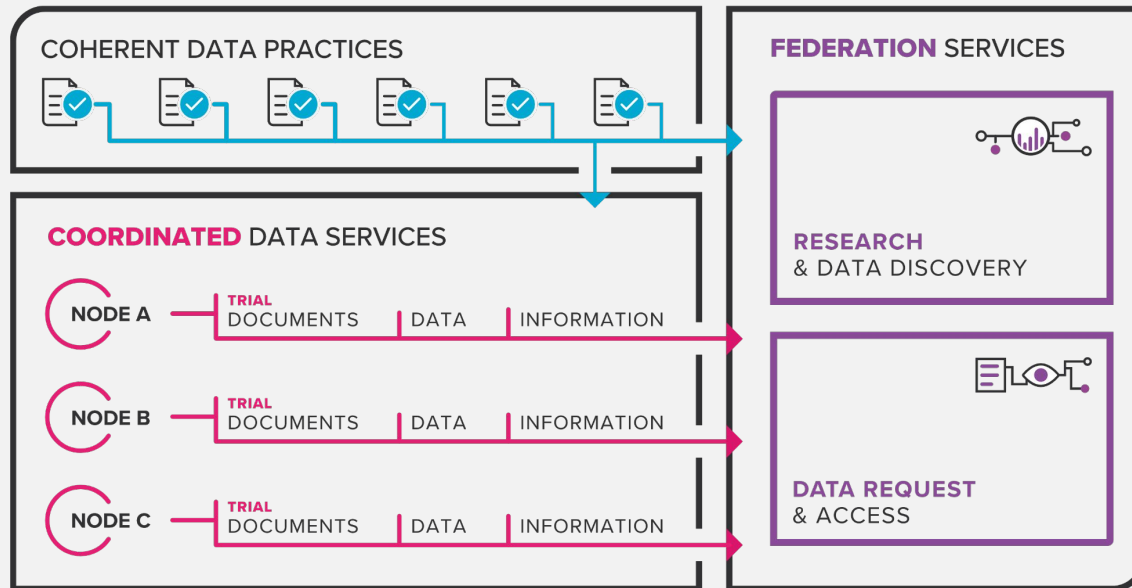 COHERENT DATA PRACTICES
COORDINATED DATA SERVICES
NODE A
TRIAL
DOCUMENTS DATA INFORMATION
NODE B
TRIAL
DOCUMENTS DATA INFORMATION
NODE C
TRIAL
DOCUMENTS DATA INFORMATION
FEDERATION SERVICES
RESEARCH
& DATA DISCOVERY
DATA REQUEST
& ACCESS